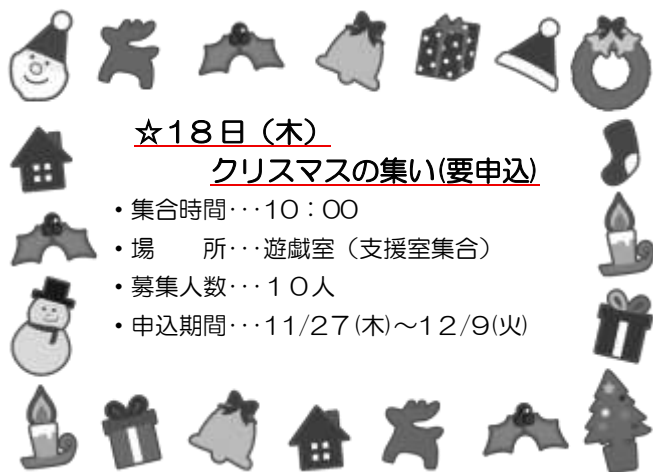 ☆１８日（木）
クリスマスの集い(要申込)
・集合時間･･･１０：００
・場　　所･･･遊戯室（支援室集合）
・募集人数･･･１０人
・申込期間･･･１１/２７(木)～１２/９(火)